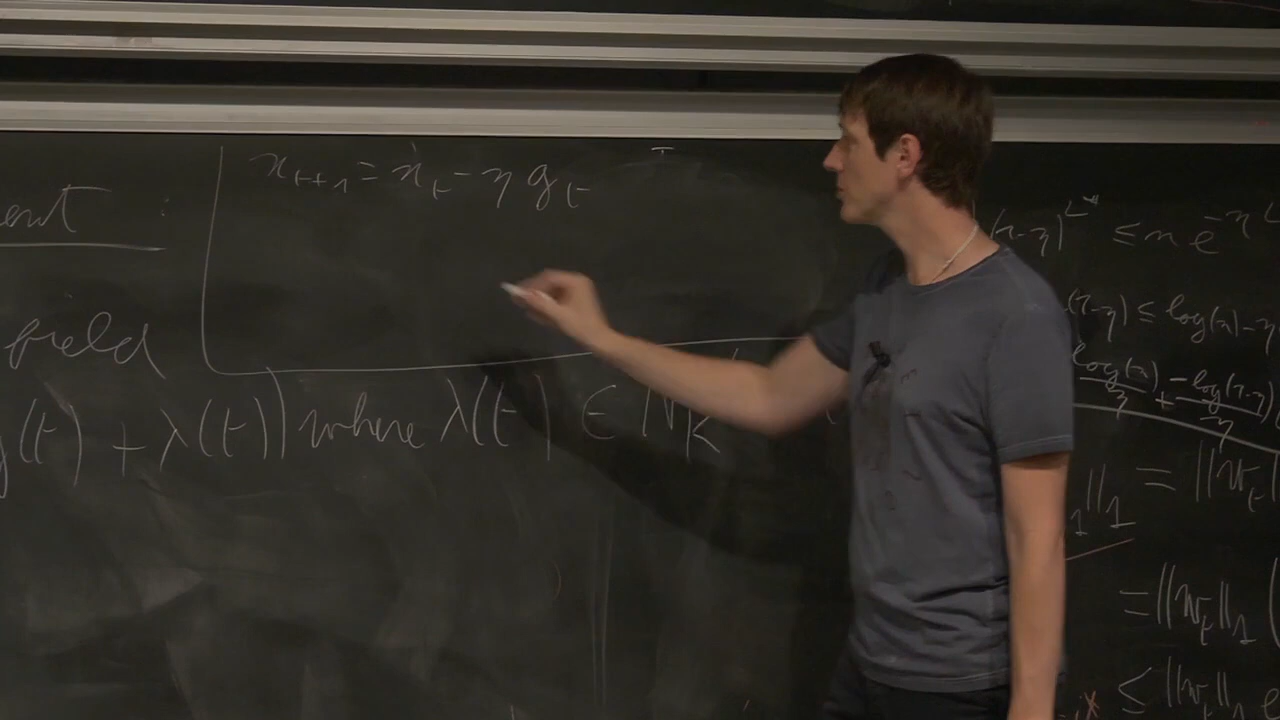 x_{t+1} = x_t - η g_t
ent :
field
g(t) + λ(t)) where λ(t) ∈ N_K
(1-η)^{L*} ≤ n e^{-η L
(1-η) ≤ log(n) - η
log(n)/η + -log(1-η)/η
‖_1 = ‖w_t‖
= ‖w_t‖_1 (
≤ ‖w_t‖_1 e